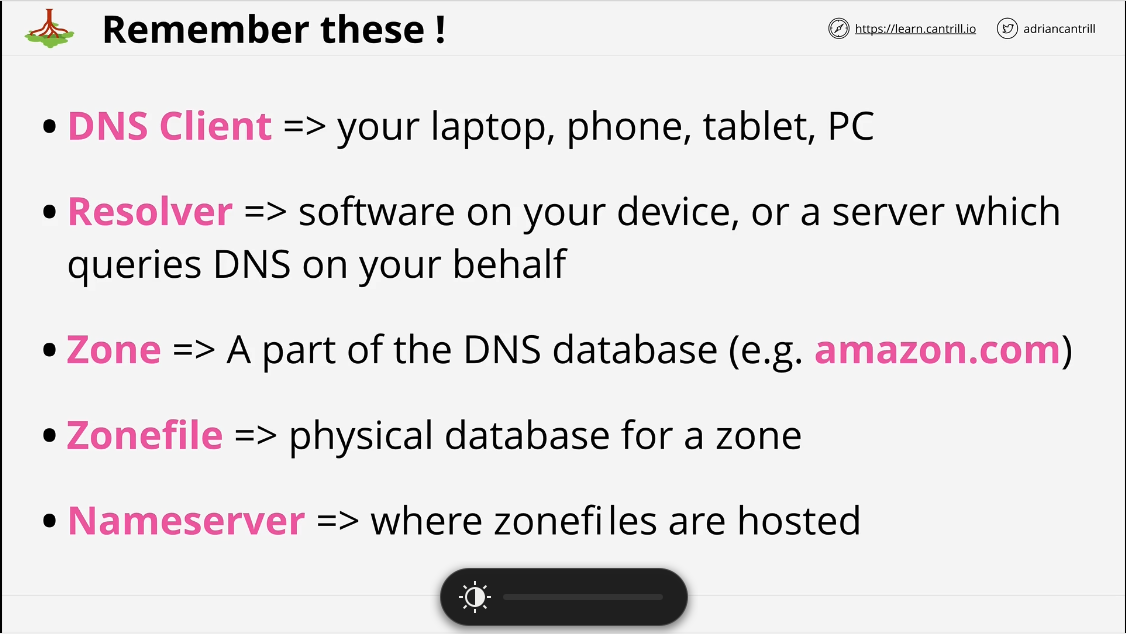 Remember these !
https://learn.cantrill.io
adriancantrill
• DNS Client => your laptop, phone, tablet, PC
• Resolver => software on your device, or a server which
queries DNS on your behalf
• Zone => A part of the DNS database (e.g. amazon.com)
• Zonefile => physical database for a zone
• Nameserver => where zonefiles are hosted